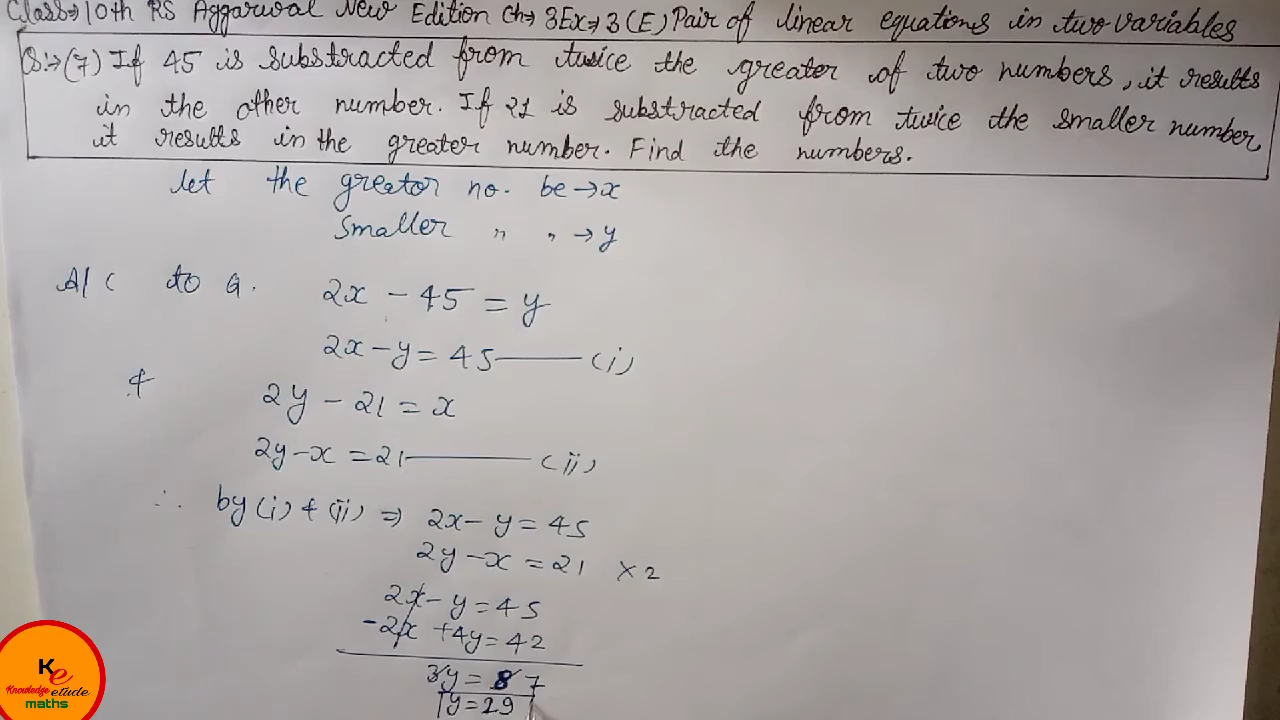 Class→10th RS Aggarwal New Edition Ch→ 3Ex→3(E) Pair of linear equations in two variables
Q:→(7) If 45 is substracted from twice the greater of two numbers, it results
in the other number. If 21 is substracted from twice the smaller number,
it results in the greater number. Find the numbers.
let the greator no. be→x
Smaller " " →y
A/C to Q. 2x - 45 = y
2x - y = 45 —— (i)
& 2y - 21 = x
2y - x = 21 —— (ii)
∴ by (i) & (ii) ⇒ 2x - y = 45
2y - x = 21 × 2
2x - y = 45
-2x + 4y = 42
3y = 87
y = 29
Ke
Knowledge etude
maths